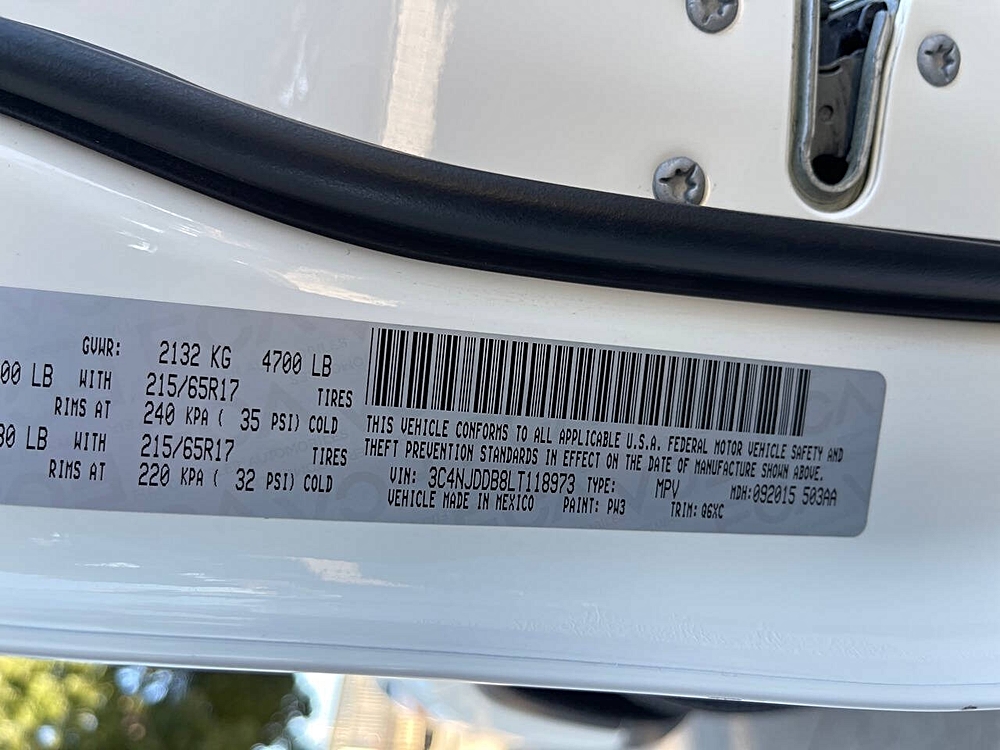 GVWR: 2132 KG 4700 LB
00 LB WITH 215/65R17 TIRES
RIMS AT 240 KPA ( 35 PSI) COLD
80 LB WITH 215/65R17 TIRES
RIMS AT 220 KPA ( 32 PSI) COLD
THIS VEHICLE CONFORMS TO ALL APPLICABLE U.S.A. FEDERAL MOTOR VEHICLE SAFETY AND
THEFT PREVENTION STANDARDS IN EFFECT ON THE DATE OF MANUFACTURE SHOWN ABOVE.
VIN: 3C4NJDDB8LT118973 TYPE: MPV MDH:092015 503AA
VEHICLE MADE IN MEXICO PAINT: PW3 TRIM: Q6XC